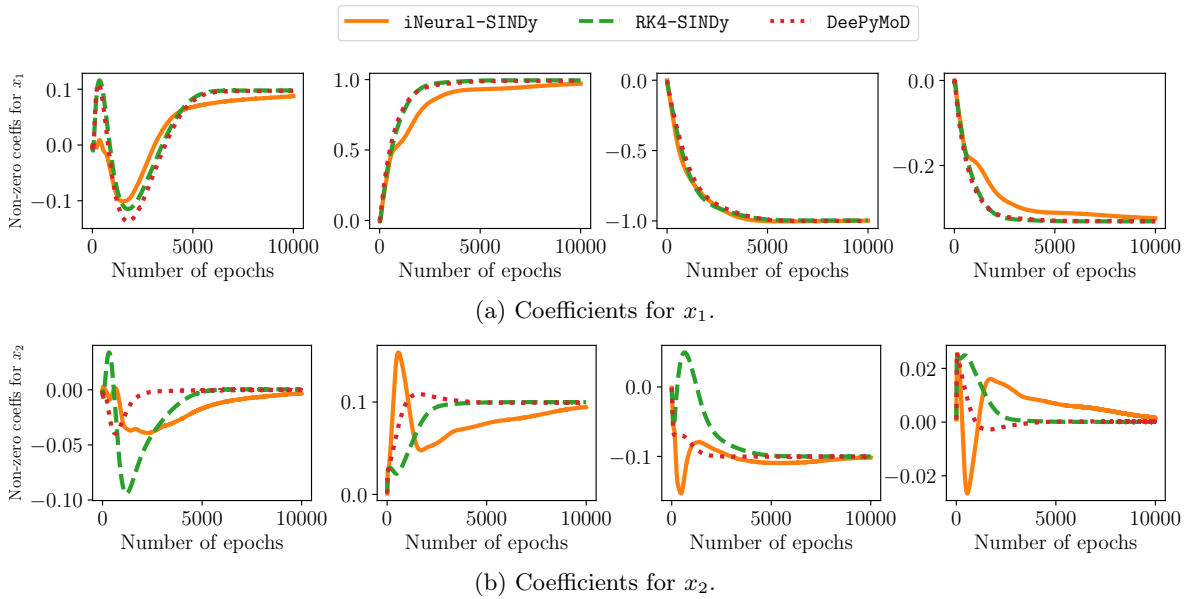 iNeural-SINDy RK4-SINDy DeePyMoD
Non-zero coeffs for x₁
0.1
0.0
−0.1
0 5000 10000
Number of epochs
1.0
0.5
0.0
0 5000 10000
Number of epochs
0.0
−0.5
−1.0
0 5000 10000
Number of epochs
0.0
−0.2
0 5000 10000
Number of epochs
(a) Coefficients for x₁.
Non-zero coeffs for x₂
0.00
−0.05
−0.10
0 5000 10000
Number of epochs
0.1
0.0
0 5000 10000
Number of epochs
0.0
−0.1
0 5000 10000
Number of epochs
0.02
0.00
−0.02
0 5000 10000
Number of epochs
(b) Coefficients for x₂.